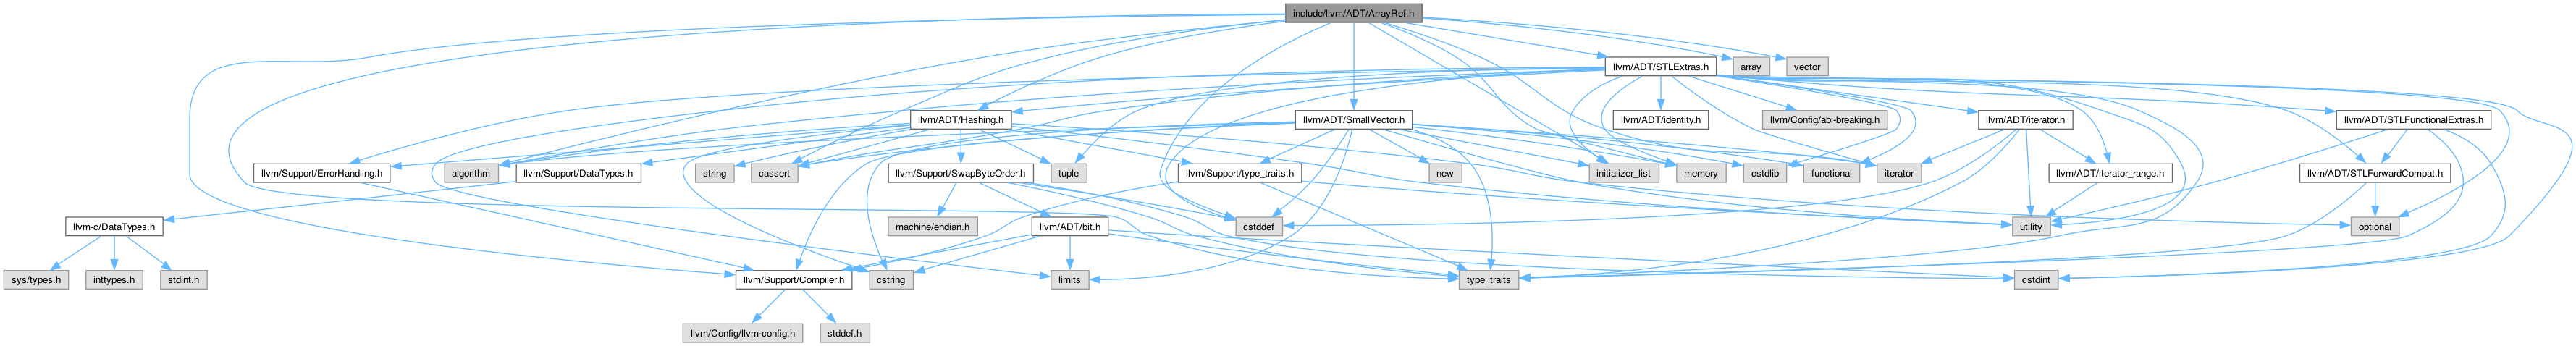 include/llvm/ADT/ArrayRef.h
llvm/ADT/STLExtras.h
array
vector
llvm/ADT/Hashing.h
llvm/ADT/SmallVector.h
llvm/ADT/identity.h
llvm/Config/abi-breaking.h
llvm/ADT/iterator.h
llvm/ADT/STLFunctionalExtras.h
llvm/Support/ErrorHandling.h
algorithm
llvm/Support/DataTypes.h
string
cassert
llvm/Support/SwapByteOrder.h
tuple
llvm/Support/type_traits.h
new
initializer_list
memory
cstdlib
functional
iterator
llvm/ADT/iterator_range.h
llvm/ADT/STLForwardCompat.h
llvm-c/DataTypes.h
machine/endian.h
llvm/ADT/bit.h
cstddef
utility
optional
sys/types.h
inttypes.h
stdint.h
llvm/Support/Compiler.h
cstring
limits
type_traits
cstdint
llvm/Config/llvm-config.h
stddef.h